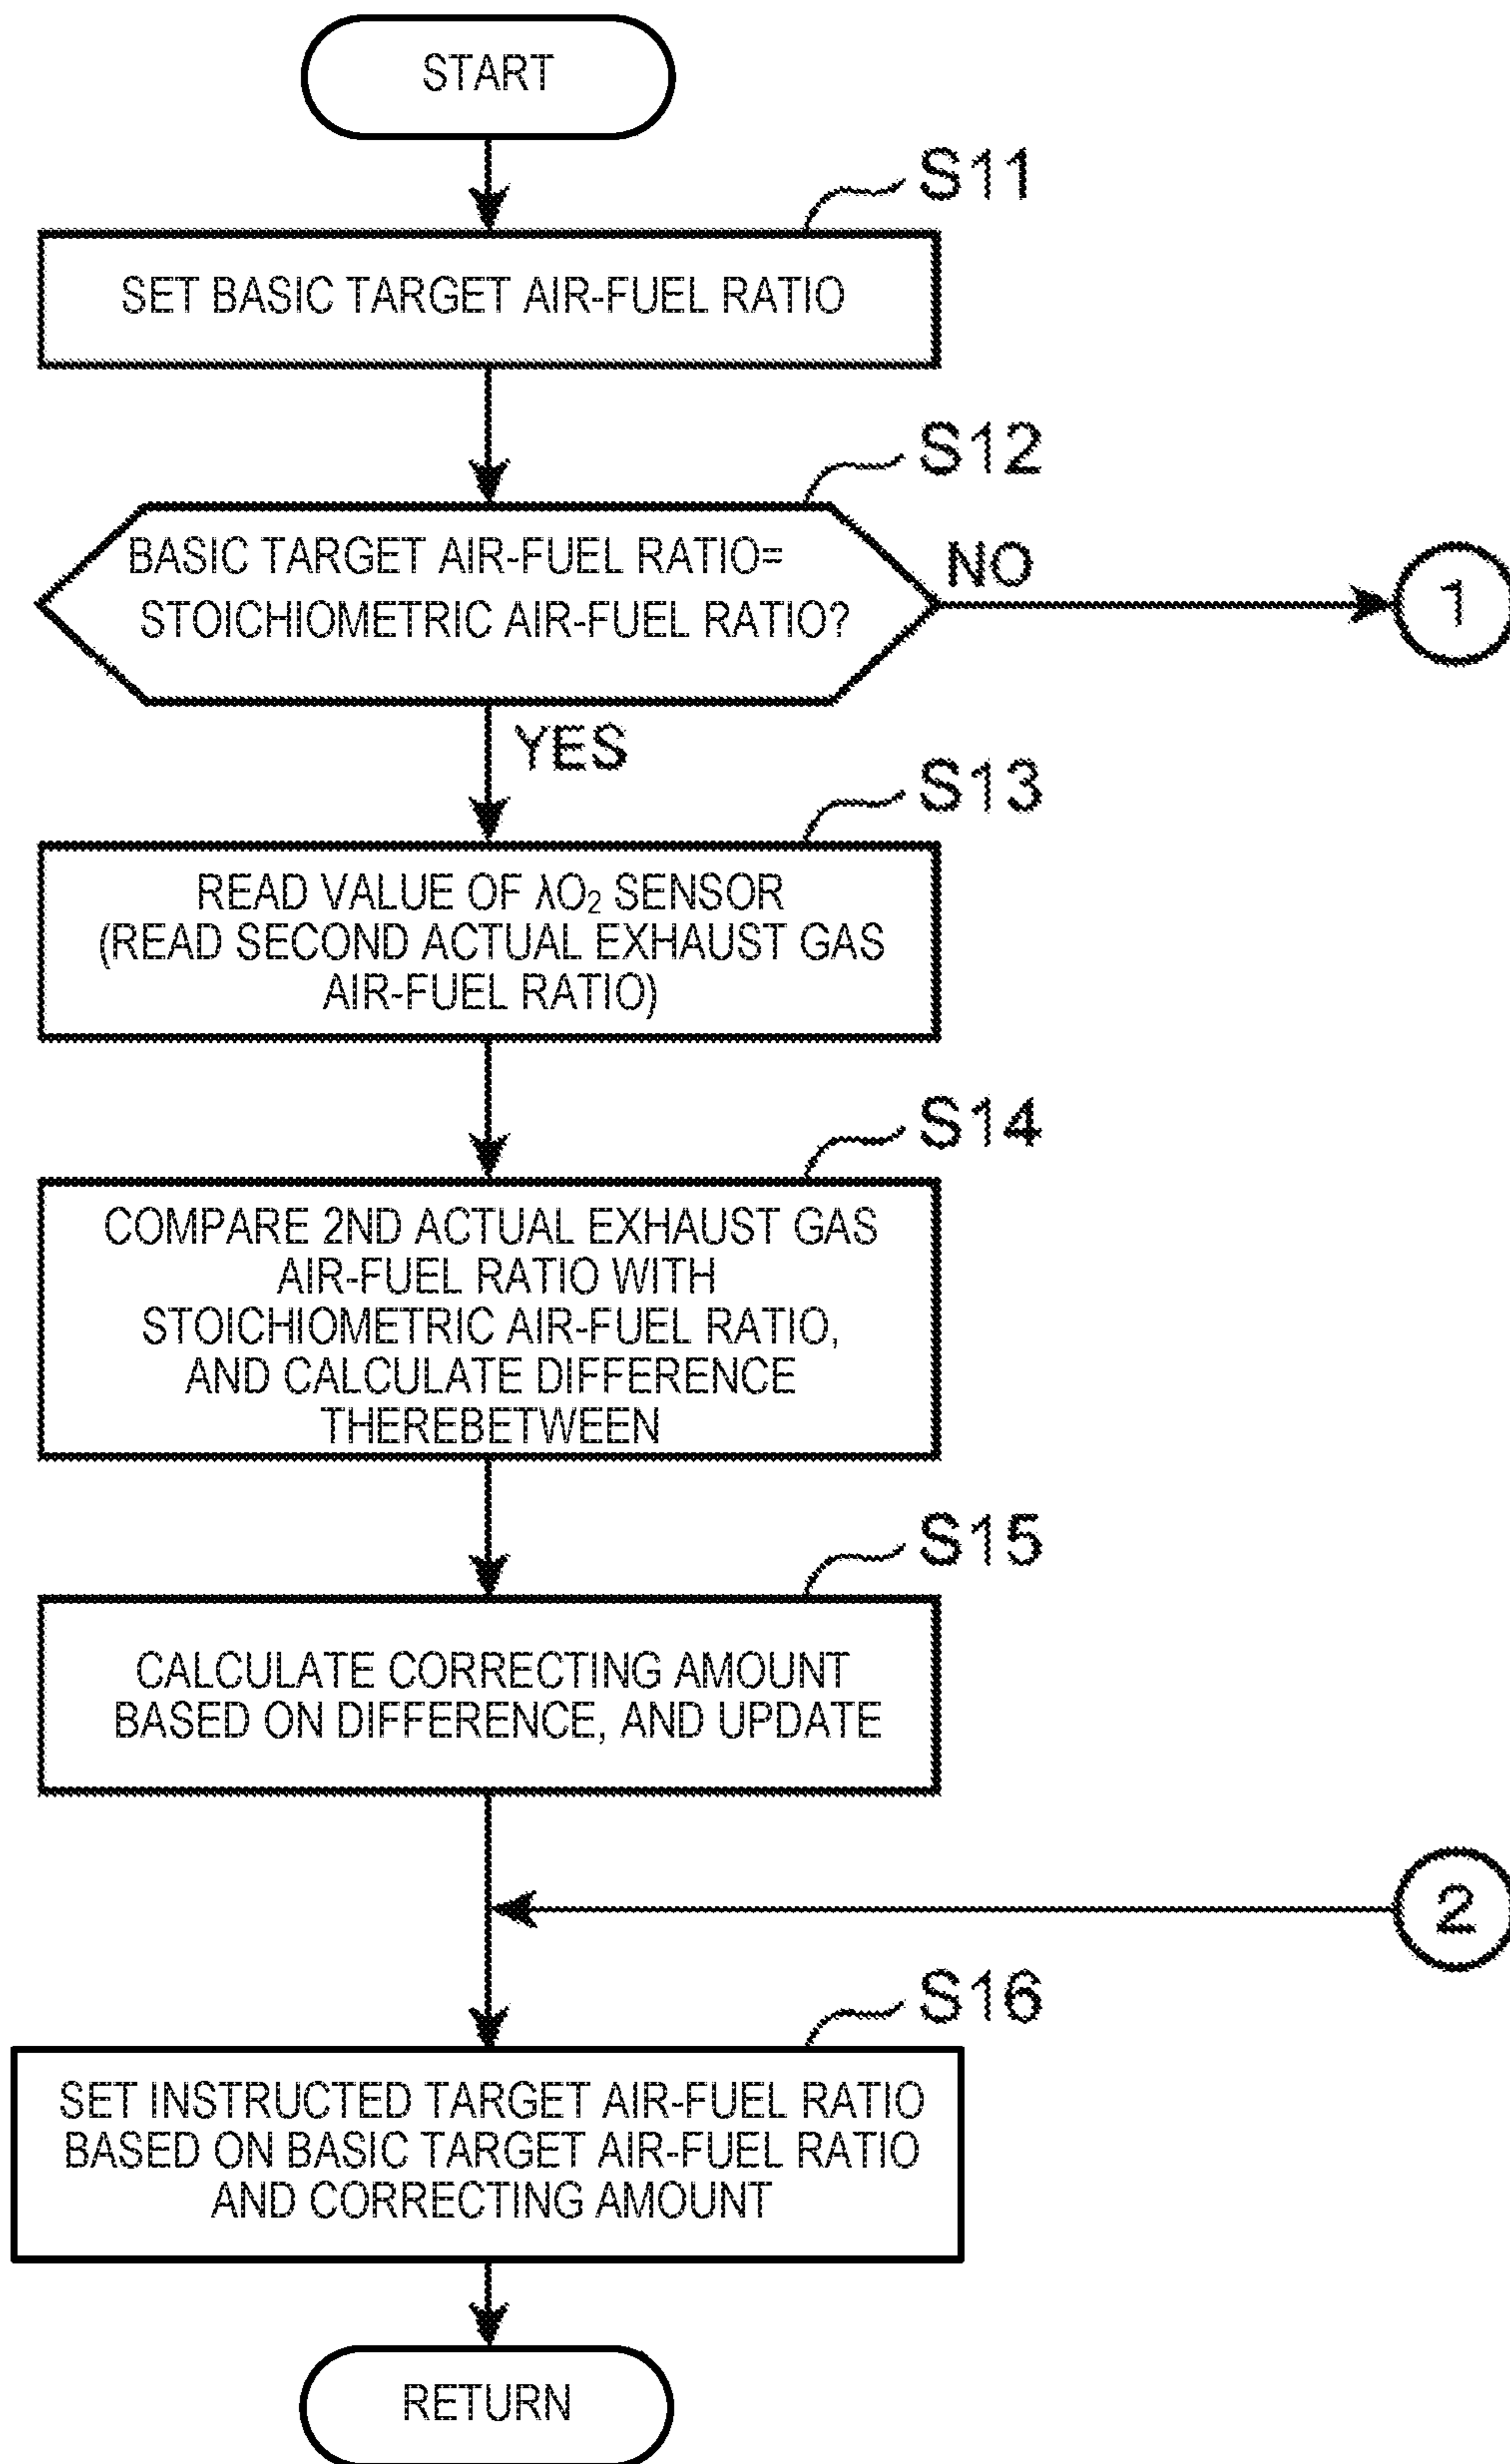 START
S11
SET BASIC TARGET AIR-FUEL RATIO
S12
BASIC TARGET AIR-FUEL RATIO=
STOICHIOMETRIC AIR-FUEL RATIO?
NO
1
YES
S13
READ VALUE OF λO₂ SENSOR
(READ SECOND ACTUAL EXHAUST GAS
AIR-FUEL RATIO)
S14
COMPARE 2ND ACTUAL EXHAUST GAS
AIR-FUEL RATIO WITH
STOICHIOMETRIC AIR-FUEL RATIO,
AND CALCULATE DIFFERENCE
THEREBETWEEN
S15
CALCULATE CORRECTING AMOUNT
BASED ON DIFFERENCE, AND UPDATE
2
S16
SET INSTRUCTED TARGET AIR-FUEL RATIO
BASED ON BASIC TARGET AIR-FUEL RATIO
AND CORRECTING AMOUNT
RETURN